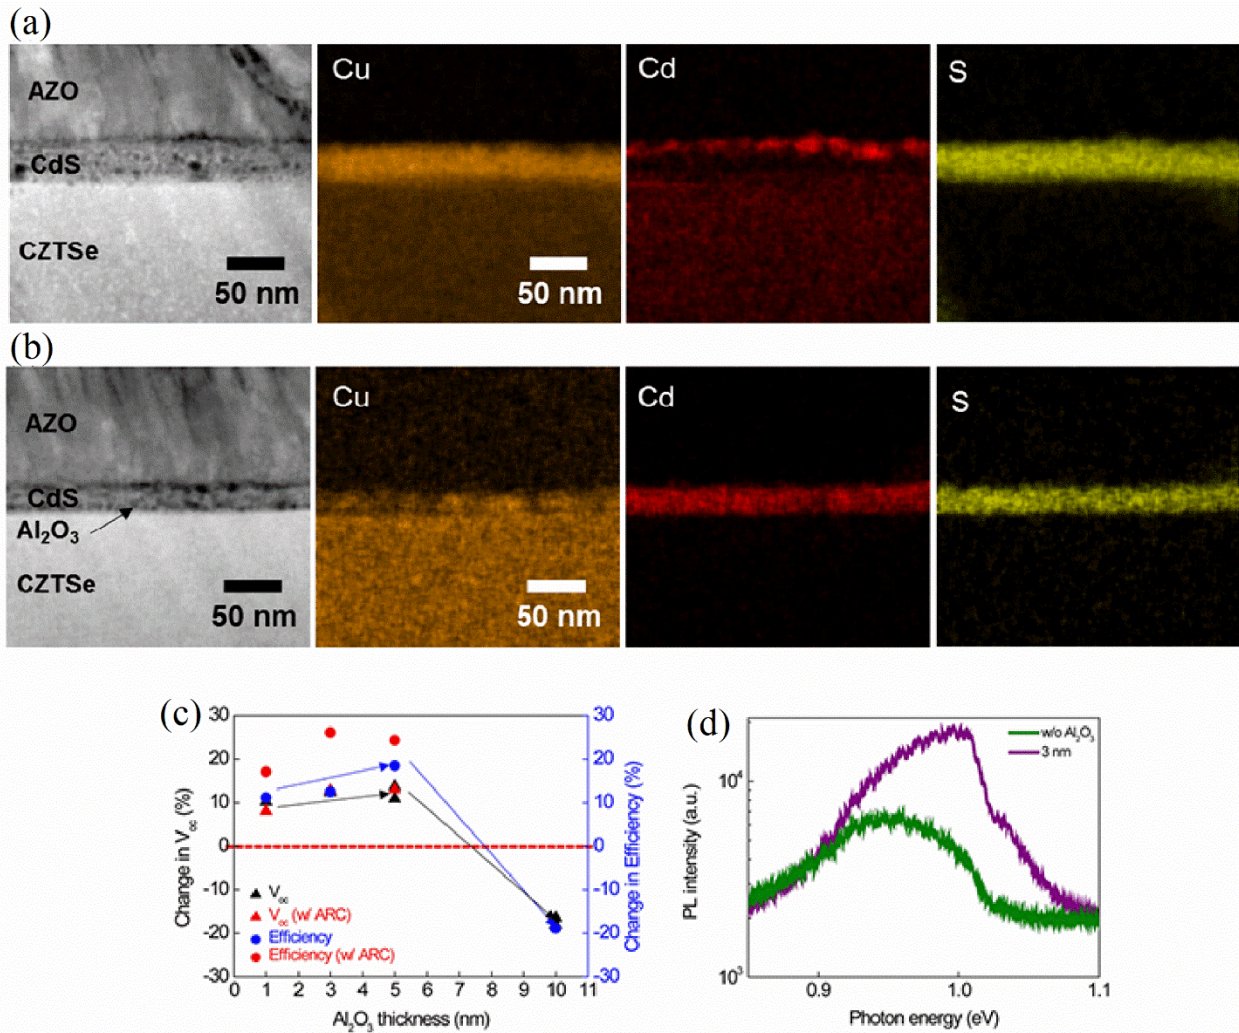 (a)
AZO
CdS
CZTSe
50 nm
Cu
50 nm
Cd
S
(b)
AZO
CdS
Al₂O₃
CZTSe
50 nm
Cu
50 nm
Cd
S
(c)
30
20
10
0
-10
-20
-30
Change in Voc (%)
Voc
Voc (w/ ARC)
Efficiency
Efficiency (w/ ARC)
30
20
10
0
-10
-20
-30
Change in Efficiency (%)
0 1 2 3 4 5 6 7 8 9 10 11
Al₂O₃ thickness (nm)
(d)
w/o Al₂O₃
3 nm
10⁴
10³
PL intensity (a.u.)
0.9 1.0 1.1
Photon energy (eV)